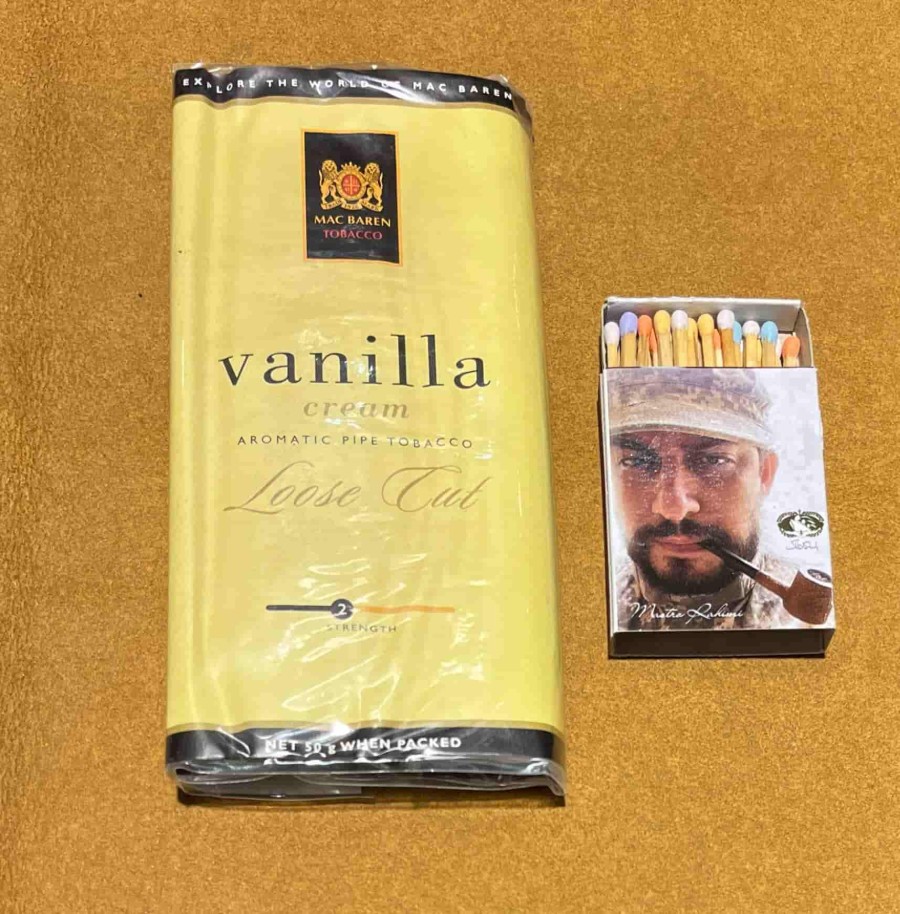 EXPLORE THE WORLD OF MAC BAREN
MAC BAREN
TOBACCO
vanilla
cream
AROMATIC PIPE TOBACCO
Loose Cut
2
STRENGTH
NET 50 g WHEN PACKED
Rahimi